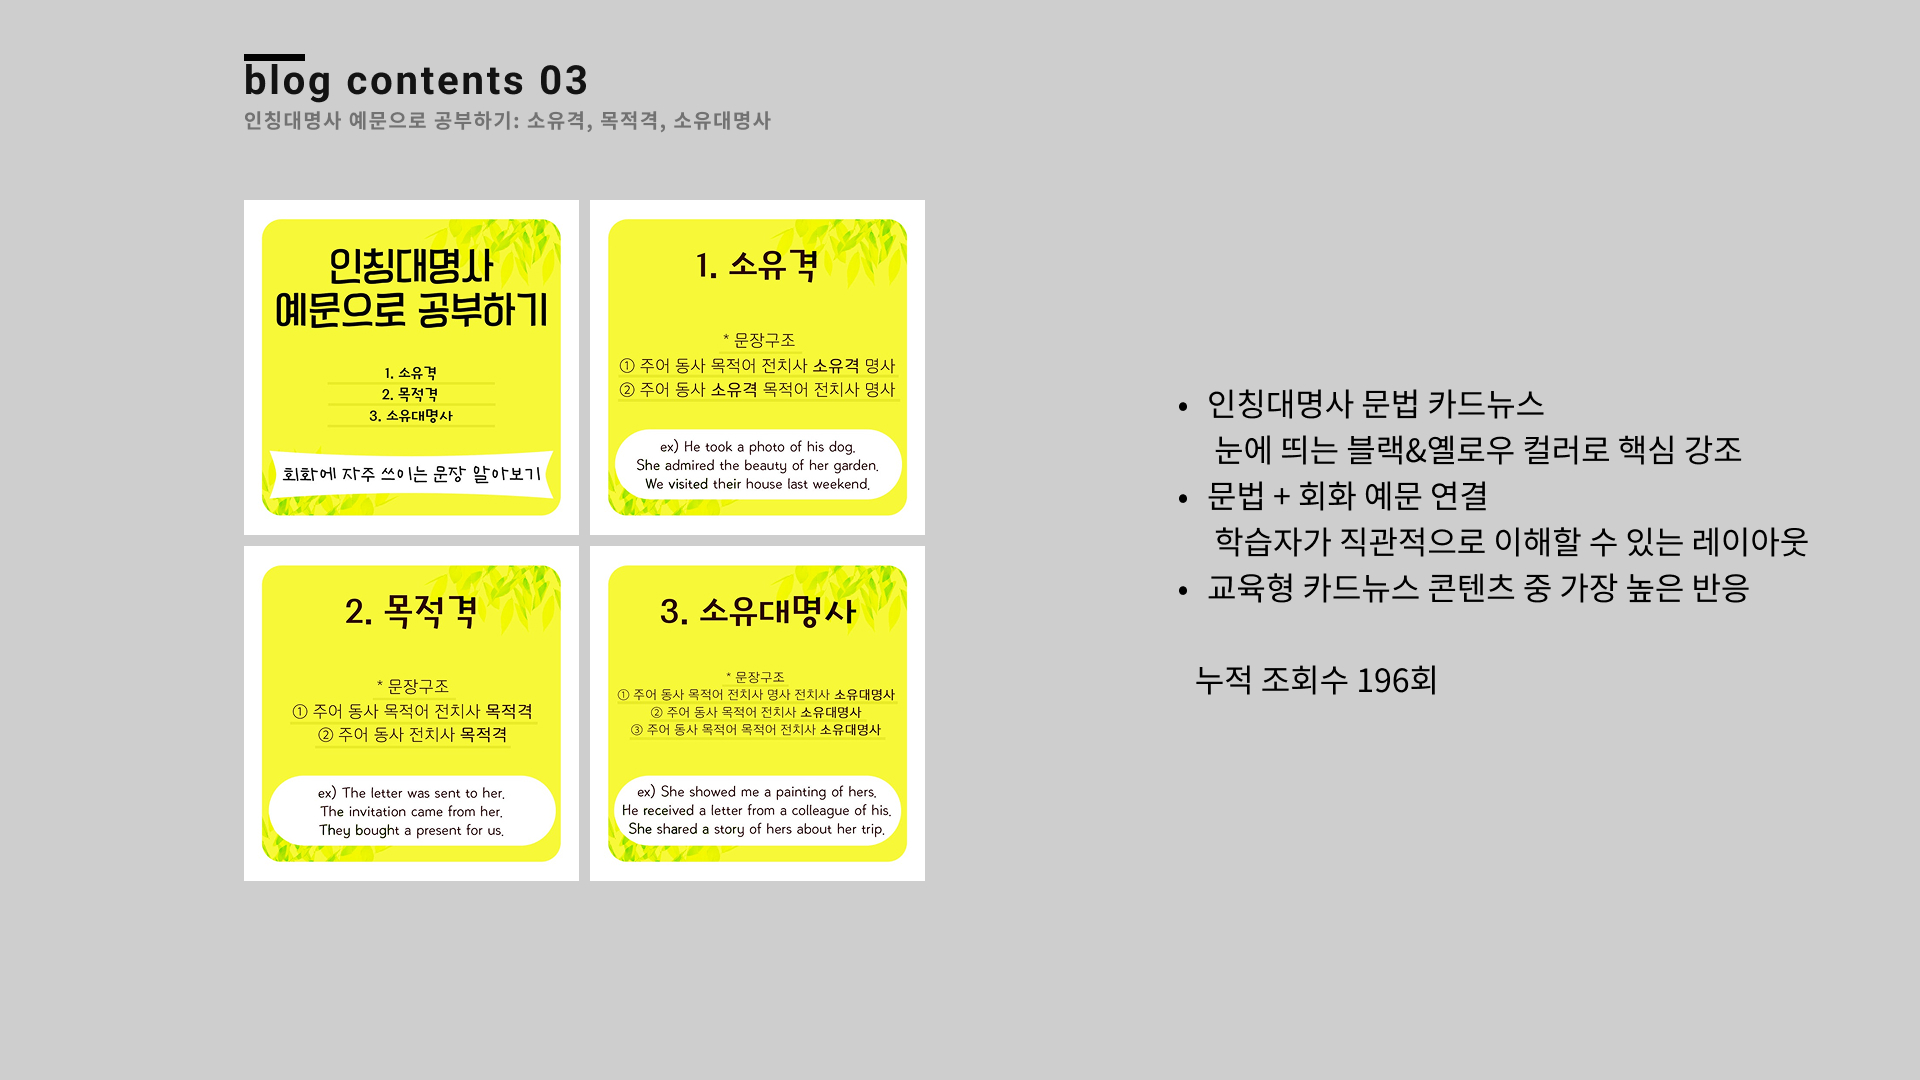 blog contents 03
인칭대명사 예문으로 공부하기: 소유격, 목적격, 소유대명사
인칭대명사
예문으로 공부하기
1. 소유격
2. 목적격
3. 소유대명사
회화에 자주 쓰이는 문장 알아보기
1. 소유격
* 문장구조
① 주어 동사 목적어 전치사 소유격 명사
② 주어 동사 소유격 목적어 전치사 명사
ex) He took a photo of his dog.
She admired the beauty of her garden.
We visited their house last weekend.
2. 목적격
* 문장구조
① 주어 동사 목적어 전치사 목적격
② 주어 동사 전치사 목적격
ex) The letter was sent to her.
The invitation came from her.
They bought a present for us.
3. 소유대명사
* 문장구조
① 주어 동사 목적어 전치사 명사 전치사 소유대명사
② 주어 동사 목적어 전치사 소유대명사
③ 주어 동사 목적어 목적어 전치사 소유대명사
ex) She showed me a painting of hers.
He received a letter from a colleague of his.
She shared a story of hers about her trip.
• 인칭대명사 문법 카드뉴스
눈에 띄는 블랙&옐로우 컬러로 핵심 강조
• 문법 + 회화 예문 연결
학습자가 직관적으로 이해할 수 있는 레이아웃
• 교육형 카드뉴스 콘텐츠 중 가장 높은 반응
누적 조회수 196회